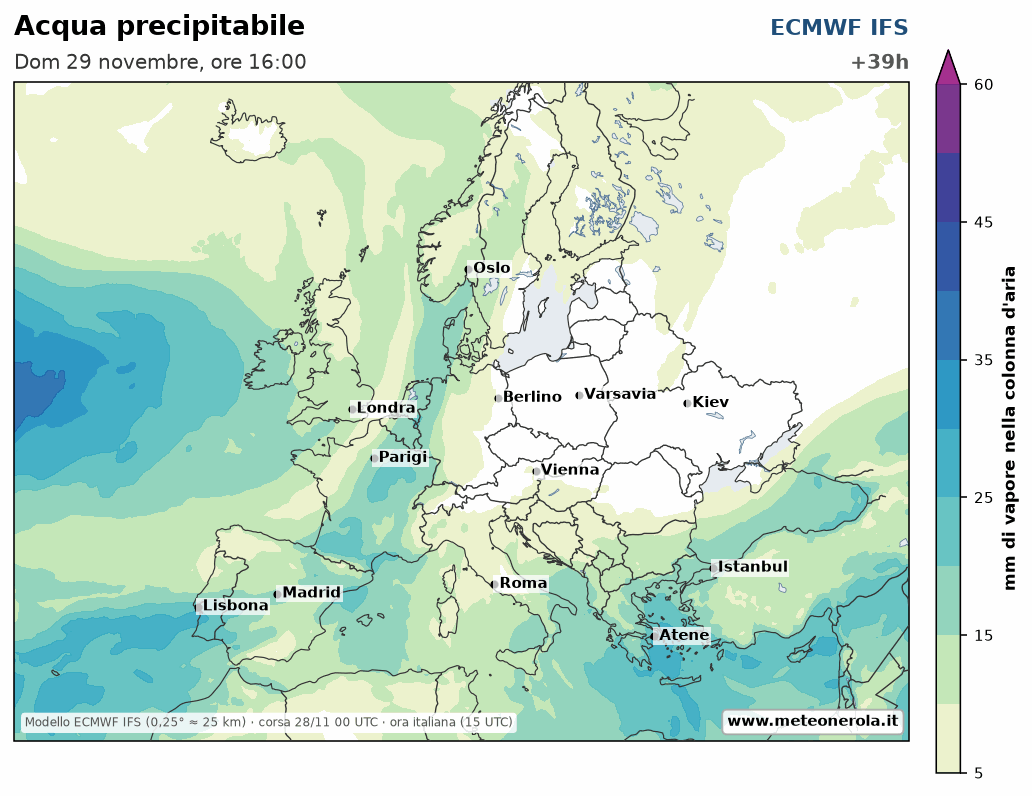 Acqua precipitabile
ECMWF IFS
Dom 29 novembre, ore 16:00
+39h
60
45
35
25
15
5
mm di vapore nella colonna d'aria
Oslo
Londra
Berlino
Varsavia
Kiev
Parigi
Vienna
Istanbul
Roma
Madrid
Lisbona
Atene
Modello ECMWF IFS (0,25° ≈ 25 km) · corsa 28/11 00 UTC · ora italiana (15 UTC)
www.meteonerola.it